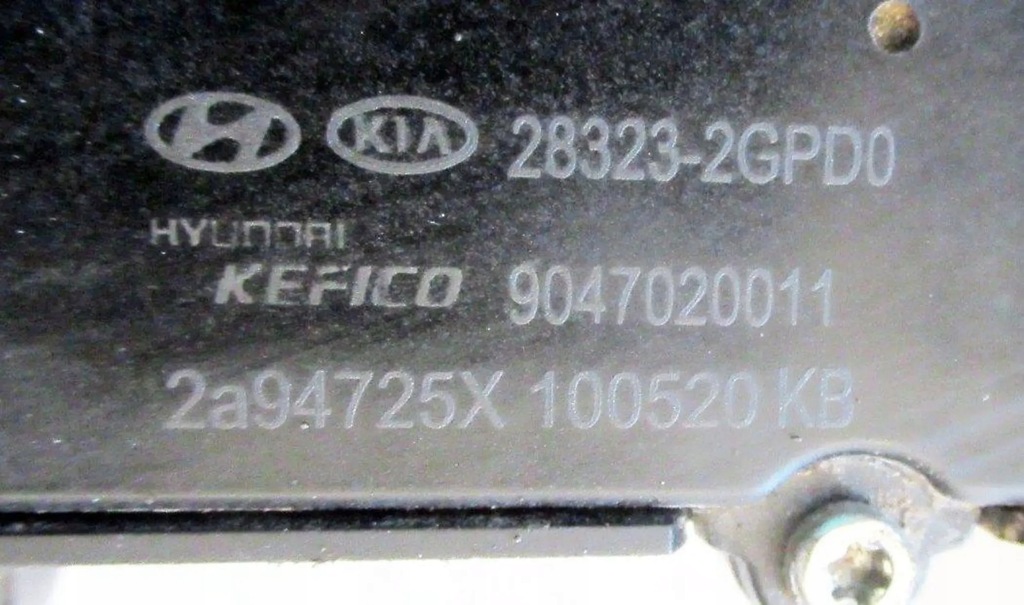 KIA 28323-2GPD0
HYUNDAI
KEFICO 9047020011
2a94725X 100520 KB